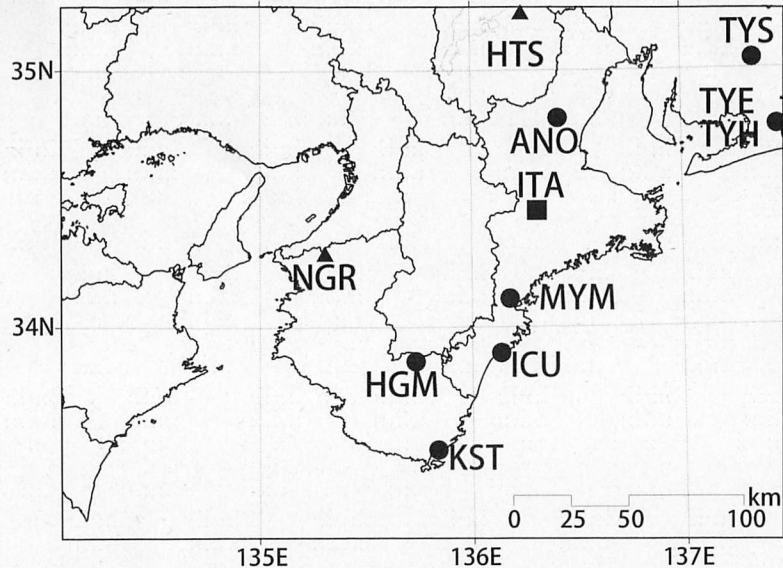 TYS
HTS
35N
TYE
ANO
TYH
ITA
NGR
MYM
34N
HGM
ICU
KST
km
0 25 50 100
135E 136E 137E